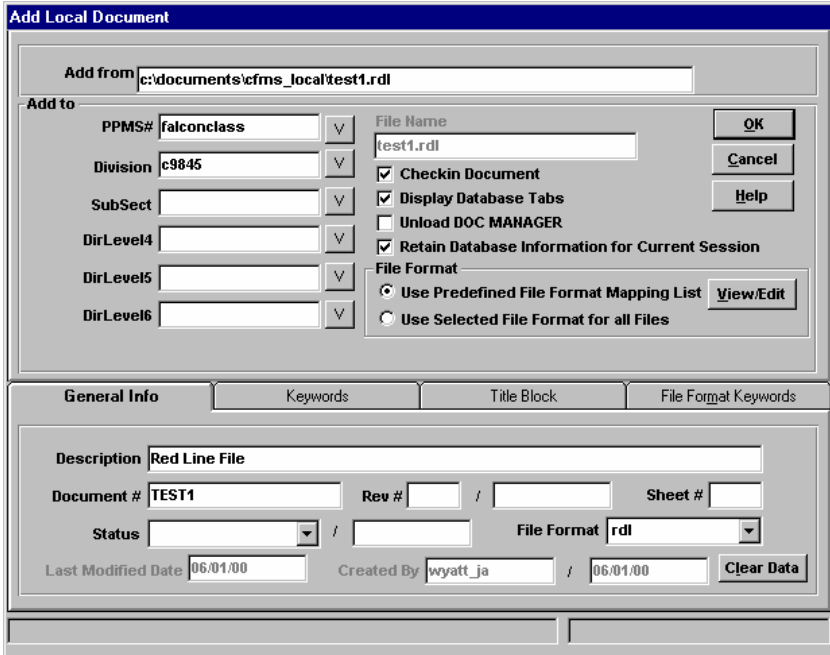 Add Local Document
Add from c:\documents\cfms_local\test1.rdl
Add to
PPMS# falconclass V
Division c9845 V
SubSect V
DirLevel4 V
DirLevel5 V
DirLevel6 V
File Name
test1.rdl
Checkin Document
Display Database Tabs
Unload DOC MANAGER
Retain Database Information for Current Session
File Format
Use Predefined File Format Mapping List
View/Edit
Use Selected File Format for all Files
OK
Cancel
Help
General Info Keywords Title Block File Format Keywords
Description Red Line File
Document # TEST1 Rev # / Sheet #
Status / File Format rdl
Last Modified Date 06/01/00 Created By wyatt_ja / 06/01/00 Clear Data